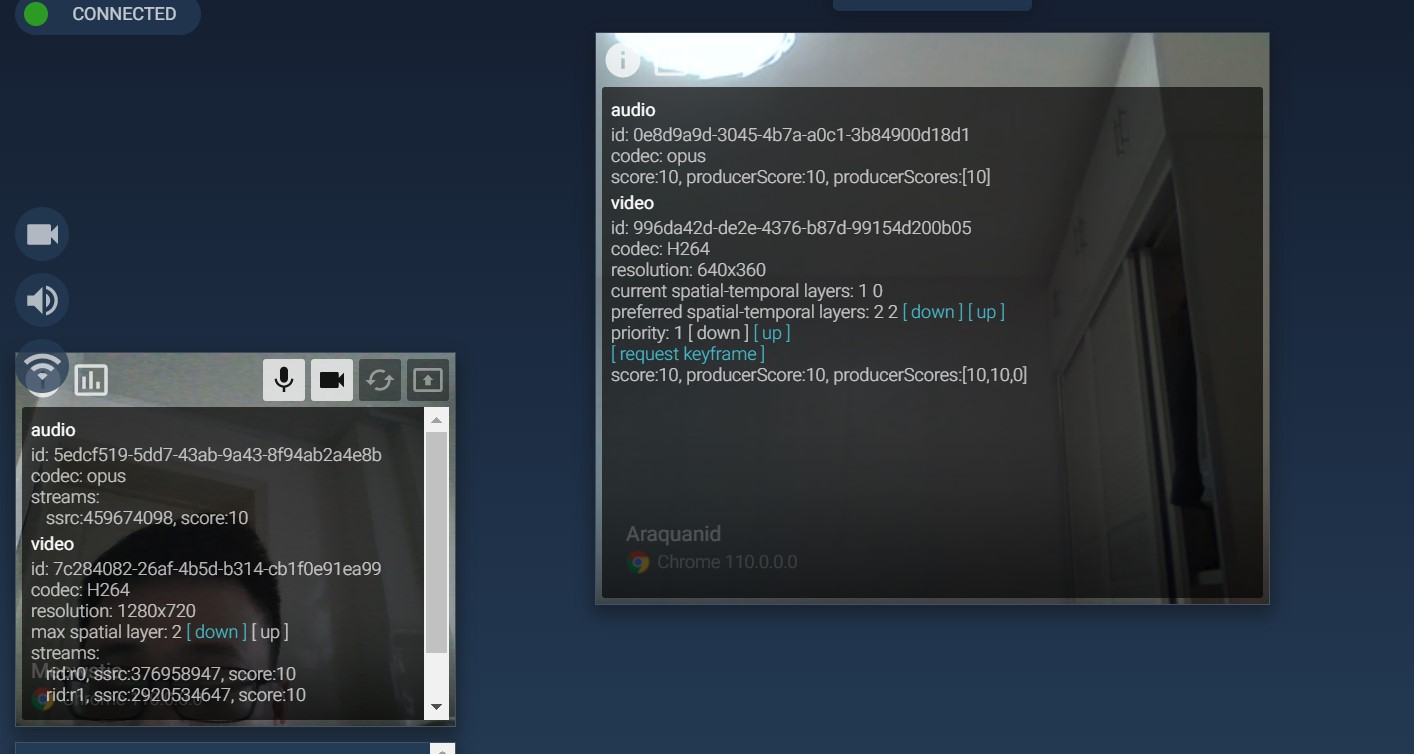 CONNECTED
audio
id: 0e8d9a9d-3045-4b7a-a0c1-3b84900d18d1
codec: opus
score:10, producerScore:10, producerScores:[10]
video
id: 996da42d-de2e-4376-b87d-99154d200b05
codec: H264
resolution: 640x360
current spatial-temporal layers: 1 0
preferred spatial-temporal layers: 2 2 [ down ] [ up ]
priority: 1 [ down ] [ up ]
[ request keyframe ]
score:10, producerScore:10, producerScores:[10,10,0]
Araquanid
Chrome 110.0.0.0
audio
id: 5edcf519-5dd7-43ab-9a43-8f94ab2a4e8b
codec: opus
streams:
ssrc:459674098, score:10
video
id: 7c284082-26af-4b5d-b314-cb1f0e91ea99
codec: H264
resolution: 1280x720
max spatial layer: 2 [ down ] [ up ]
streams:
rid:r0, ssrc:376958947, score:10
rid:r1, ssrc:2920534647, score:10